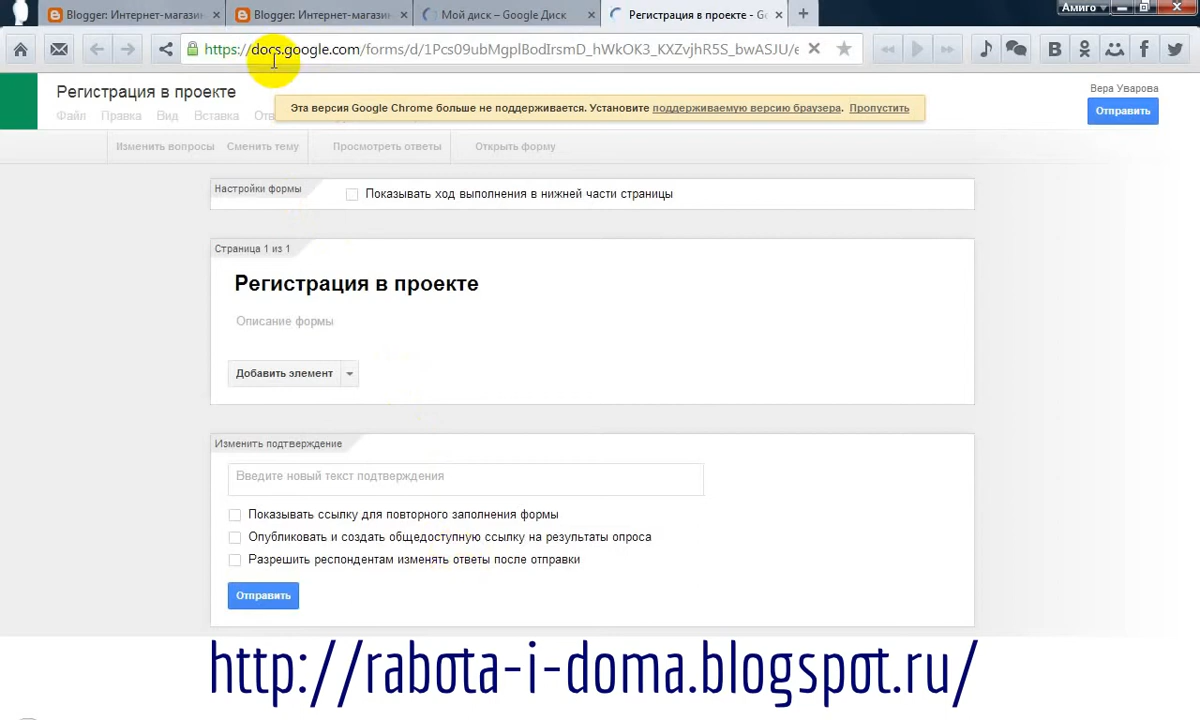 Blogger: Интернет-магазин
Blogger: Интернет-магазин
Мой диск – Google Диск
Регистрация в проекте - Go
Амиго
https://docs.google.com/forms/d/1Pcs09ubMgplBodIrsmD_hWkOK3_KXZvjhR5S_bwASJU/e
Регистрация в проекте
Вера Уварова
Эта версия Google Chrome больше не поддерживается. Установите поддерживаемую версию браузера. Пропустить
Отправить
Файл Правка Вид Вставка Отв
Изменить вопросы Сменить тему Просмотреть ответы Открыть форму
Настройки формы
Показывать ход выполнения в нижней части страницы
Страница 1 из 1
Регистрация в проекте
Описание формы
Добавить элемент
Изменить подтверждение
Введите новый текст подтверждения
Показывать ссылку для повторного заполнения формы
Опубликовать и создать общедоступную ссылку на результаты опроса
Разрешить респондентам изменять ответы после отправки
Отправить
http://rabota-i-doma.blogspot.ru/